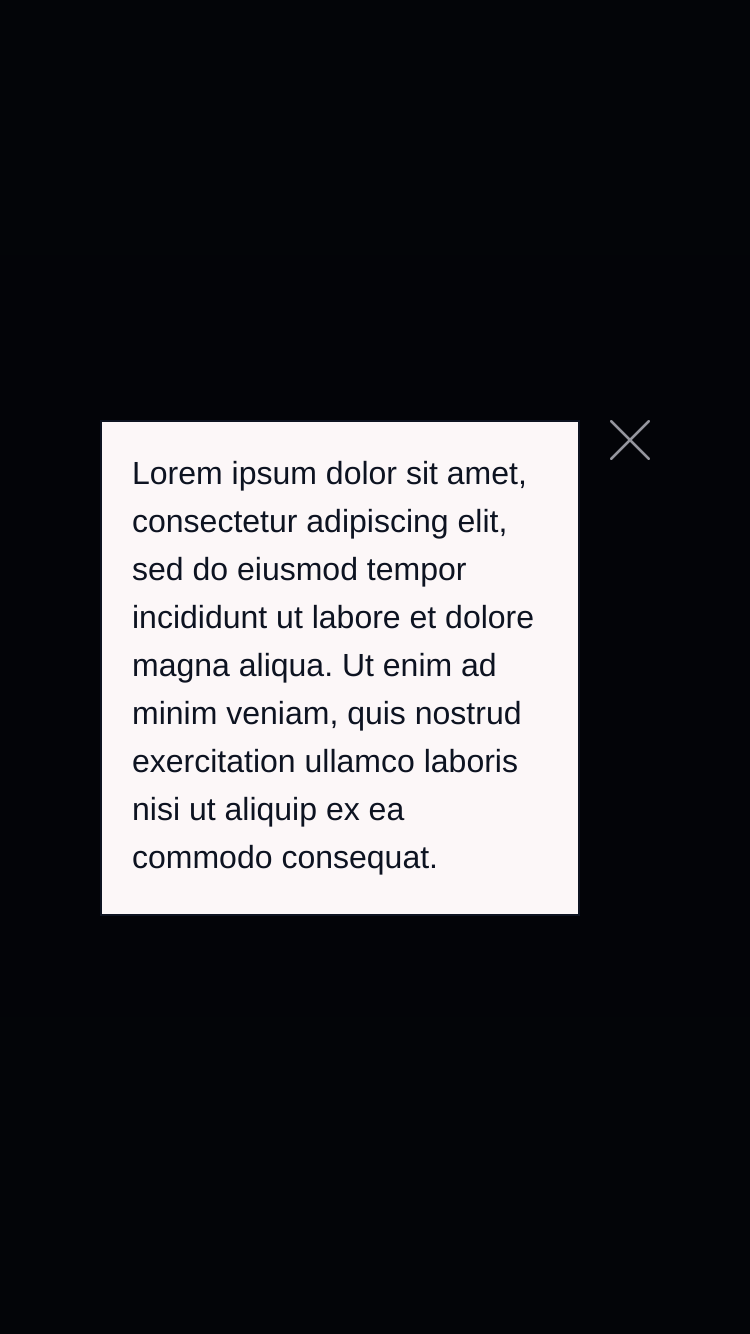 Lorem ipsum dolor sit amet,
consectetur adipiscing elit,
sed do eiusmod tempor
incididunt ut labore et dolore
magna aliqua. Ut enim ad
minim veniam, quis nostrud
exercitation ullamco laboris
nisi ut aliquip ex ea
commodo consequat.